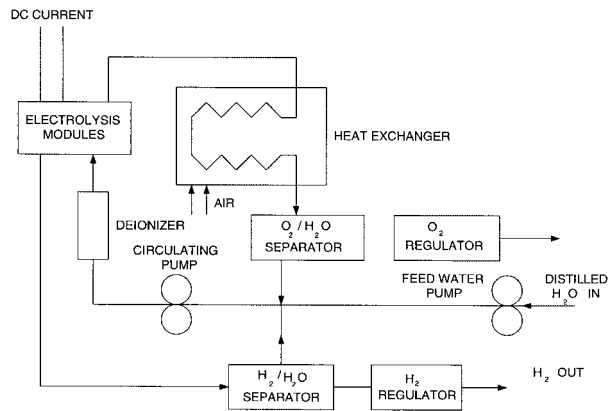 DC CURRENT
ELECTROLYSIS
MODULES
HEAT EXCHANGER
AIR
DEIONIZER
O2/H2O
SEPARATOR
O2
REGULATOR
CIRCULATING
PUMP
FEED WATER
PUMP
DISTILLED
H2O IN
H2/H2O
SEPARATOR
H2
REGULATOR
H2 OUT